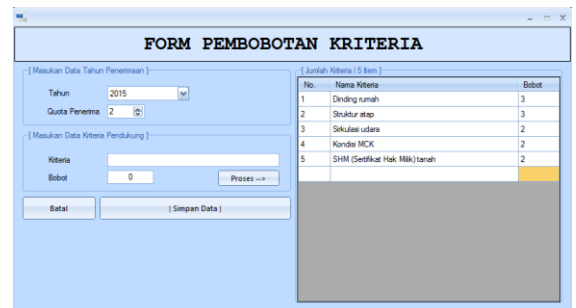 FORM PEMBOBOTAN KRITERIA
[ Masukan Data Tahun Penerimaan ]
Tahun 2015
Quota Penerima 2
[ Masukan Data Kriteria Pendukung ]
Kriteria
Bobot 0 Proses -->
Batal | Simpan Data |
[ Jumlah Kriteria | 5 Item ]
No. Nama Kriteria Bobot
1 Dinding rumah 3
2 Struktur atap 3
3 Sirkulasi udara 2
4 Kondisi MCK 2
5 SHM (Sertifikat Hak Milik) tanah 2